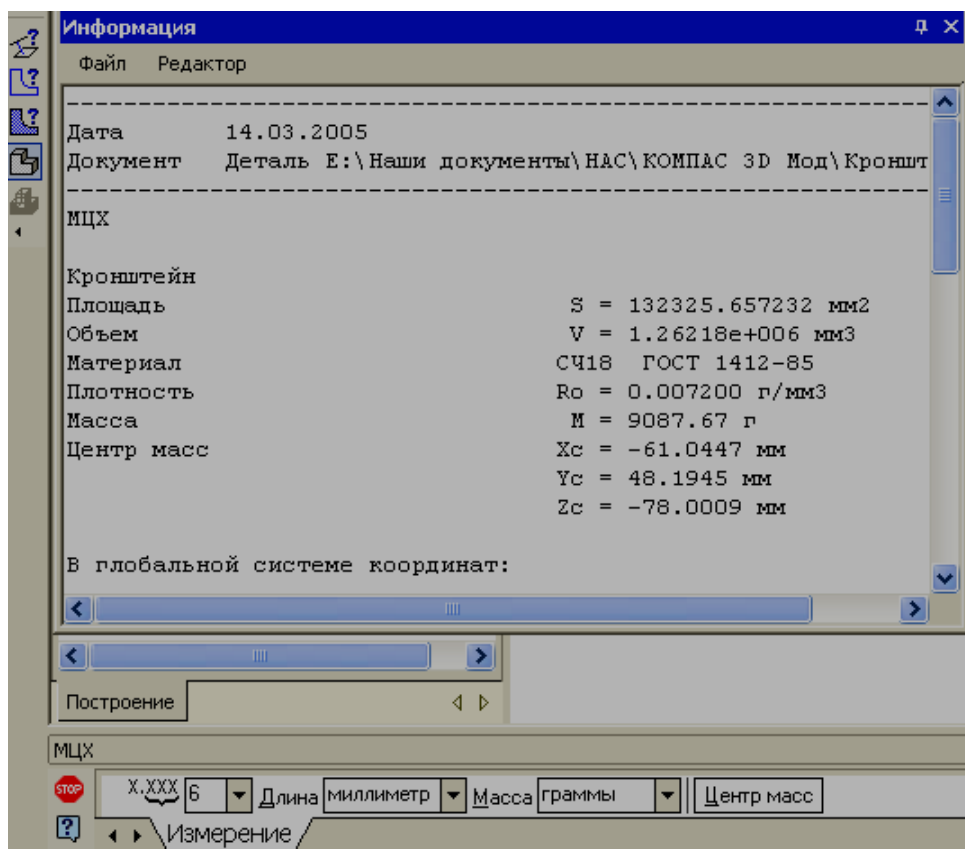 Информация
Файл Редактор
------------------------------------------------------------
Дата 14.03.2005
Документ Деталь E:\Наши документы\НАС\КОМПАС 3D Мод\Кроншт
------------------------------------------------------------
МЦХ
Кронштейн
Площадь S = 132325.657232 мм2
Объем V = 1.26218e+006 мм3
Материал СЧ18 ГОСТ 1412-85
Плотность Ro = 0.007200 г/мм3
Масса M = 9087.67 г
Центр масс Xc = -61.0447 мм
Yc = 48.1945 мм
Zc = -78.0009 мм
В глобальной системе координат:
Построение
МЦХ
STOP X.XXX 6 Длина миллиметр Масса граммы Центр масс
? Измерение